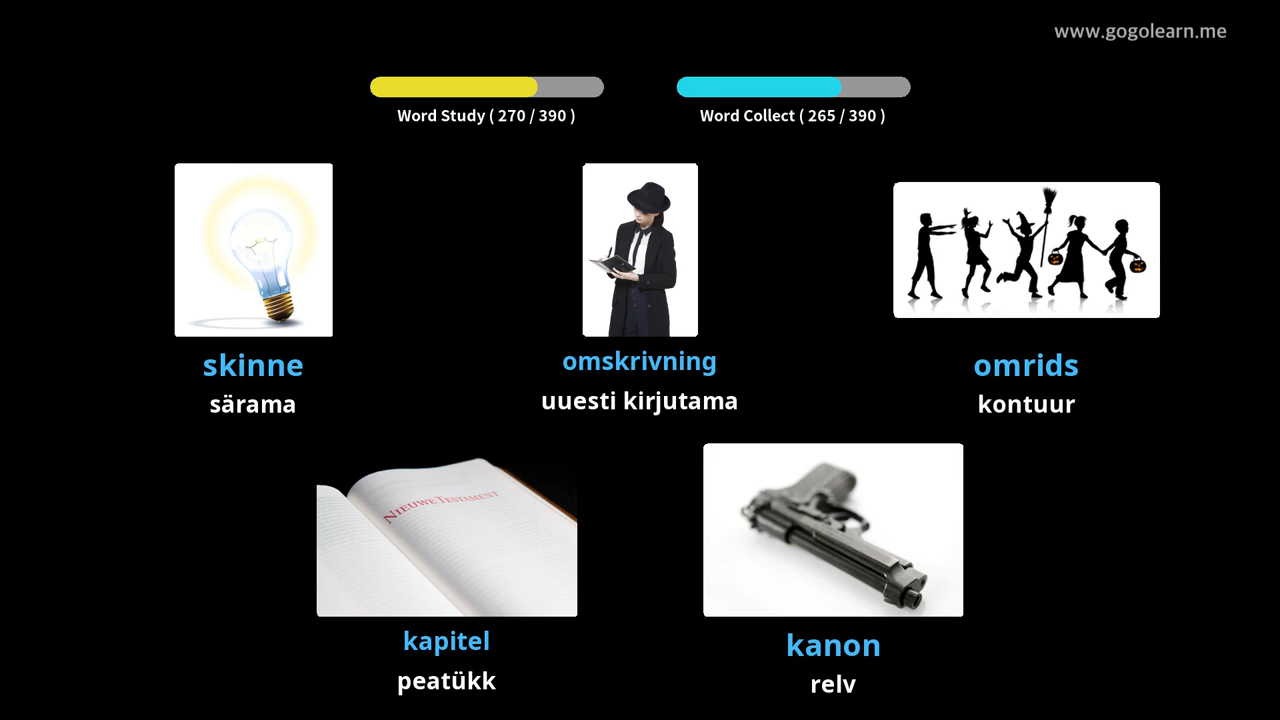 www.gogolearn.me
Word Study ( 270 / 390 )
Word Collect ( 265 / 390 )
skinne
särama
omskrivning
uuesti kirjutama
omrids
kontuur
NIEUWE TESTAMENT
kapitel
peatükk
kanon
relv